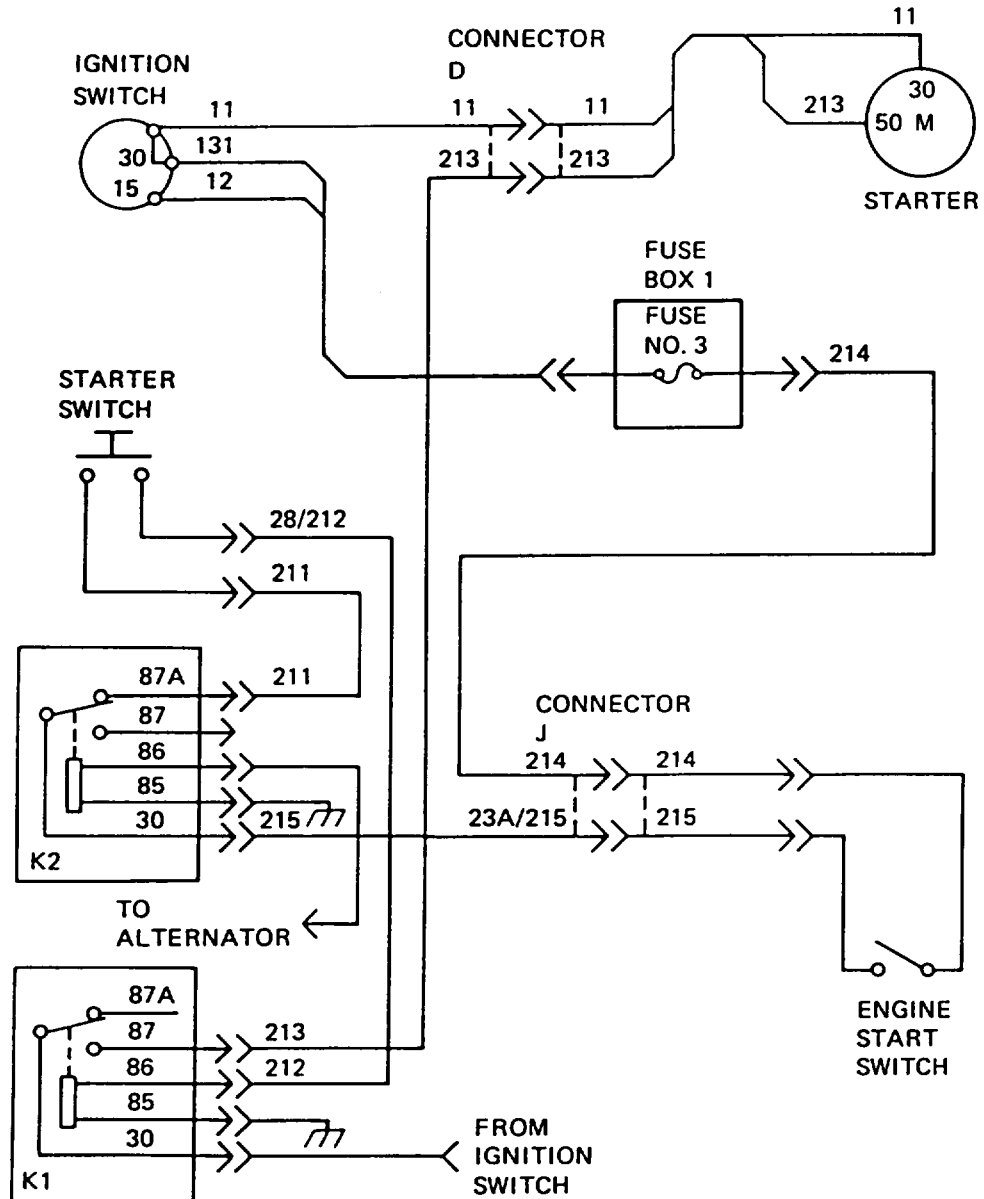 11
CONNECTOR
D
IGNITION
SWITCH
11
11
11
30
213
50 M
131
30
213
213
12
15
STARTER
FUSE
BOX 1
FUSE
NO. 3
214
STARTER
SWITCH
28/212
211
87A
211
87
86
85
30
215
K2
CONNECTOR
J
214
214
23A/215
215
TO
ALTERNATOR
ENGINE
START
SWITCH
87A
87
213
86
212
85
30
K1
FROM
IGNITION
SWITCH